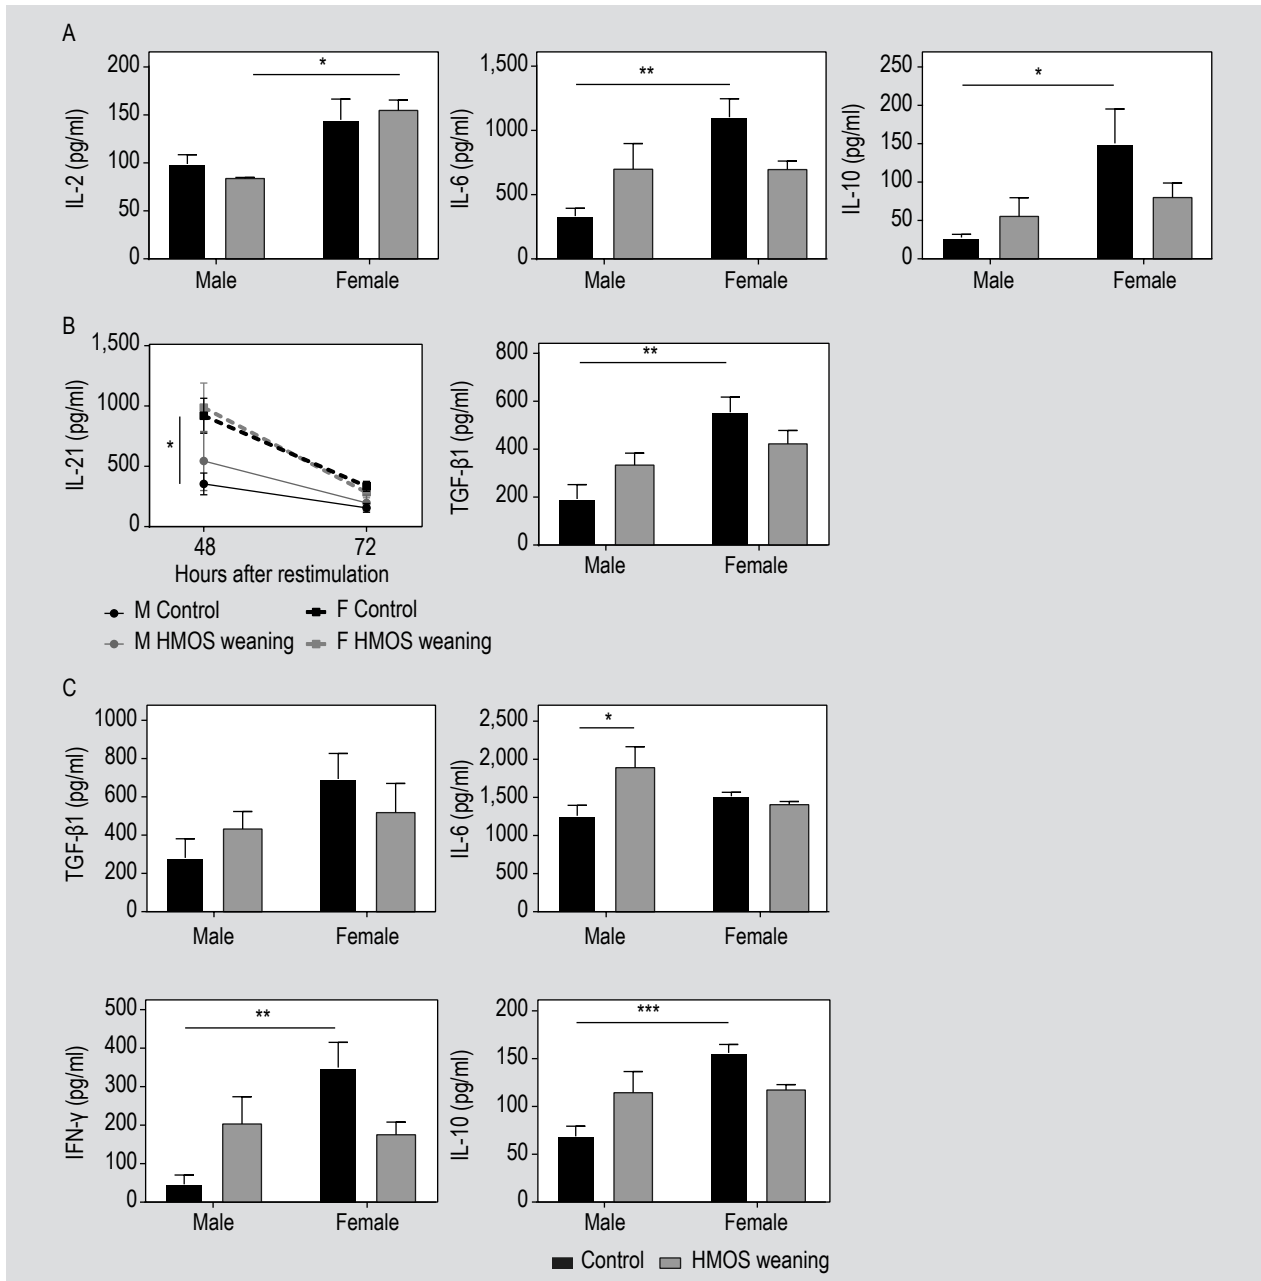 A
IL-2 (pg/ml)
200
150
100
50
0
*
Male Female
IL-6 (pg/ml)
1,500
1000
500
0
**
Male Female
IL-10 (pg/ml)
250
200
150
100
50
0
*
Male Female
B
IL-21 (pg/ml)
1,500
1000
500
0
*
48 72
Hours after restimulation
M Control F Control
M HMOS weaning F HMOS weaning
TGF-β1 (pg/ml)
800
600
400
200
0
**
Male Female
C
TGF-β1 (pg/ml)
1000
800
600
400
200
0
Male Female
IL-6 (pg/ml)
2,500
2,000
1,500
1000
500
0
*
Male Female
IFN-γ (pg/ml)
500
400
300
200
100
0
**
Male Female
IL-10 (pg/ml)
200
150
100
50
0
***
Male Female
Control HMOS weaning